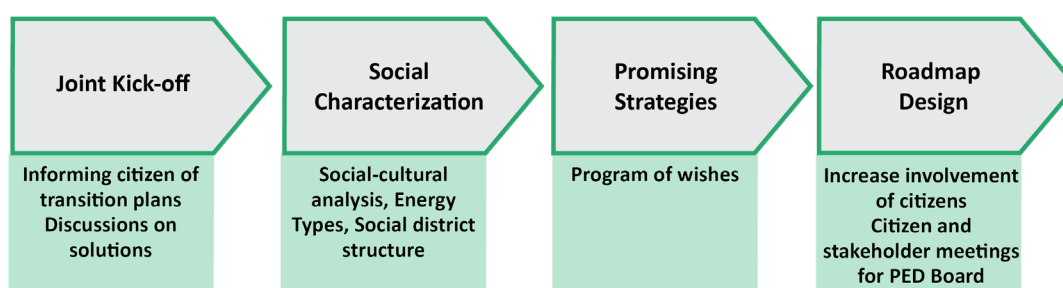 Joint Kick-off
Informing citizen of
transition plans
Discussions on
solutions
Social
Characterization
Social-cultural
analysis, Energy
Types, Social district
structure
Promising
Strategies
Program of wishes
Roadmap
Design
Increase involvement
of citizens
Citizen and
stakeholder meetings
for PED Board